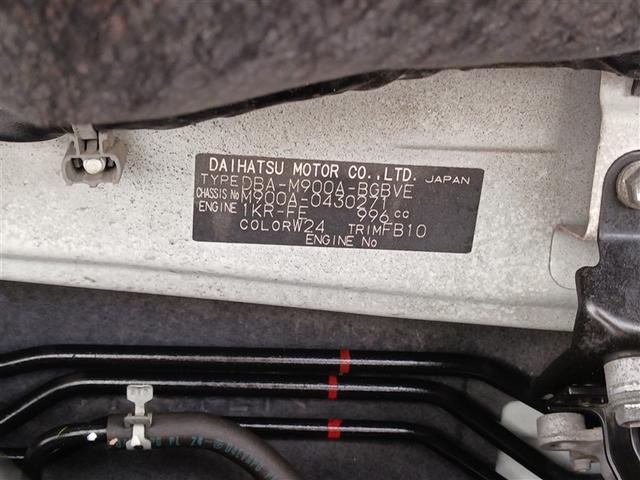 DAIHATSU MOTOR CO.,LTD. JAPAN
TYPE DBA-M900A-BGBVE
CHASSIS No M900A-0430271
ENGINE 1KR-FE 996cc
COLOR W24 TRIM FB10
ENGINE No